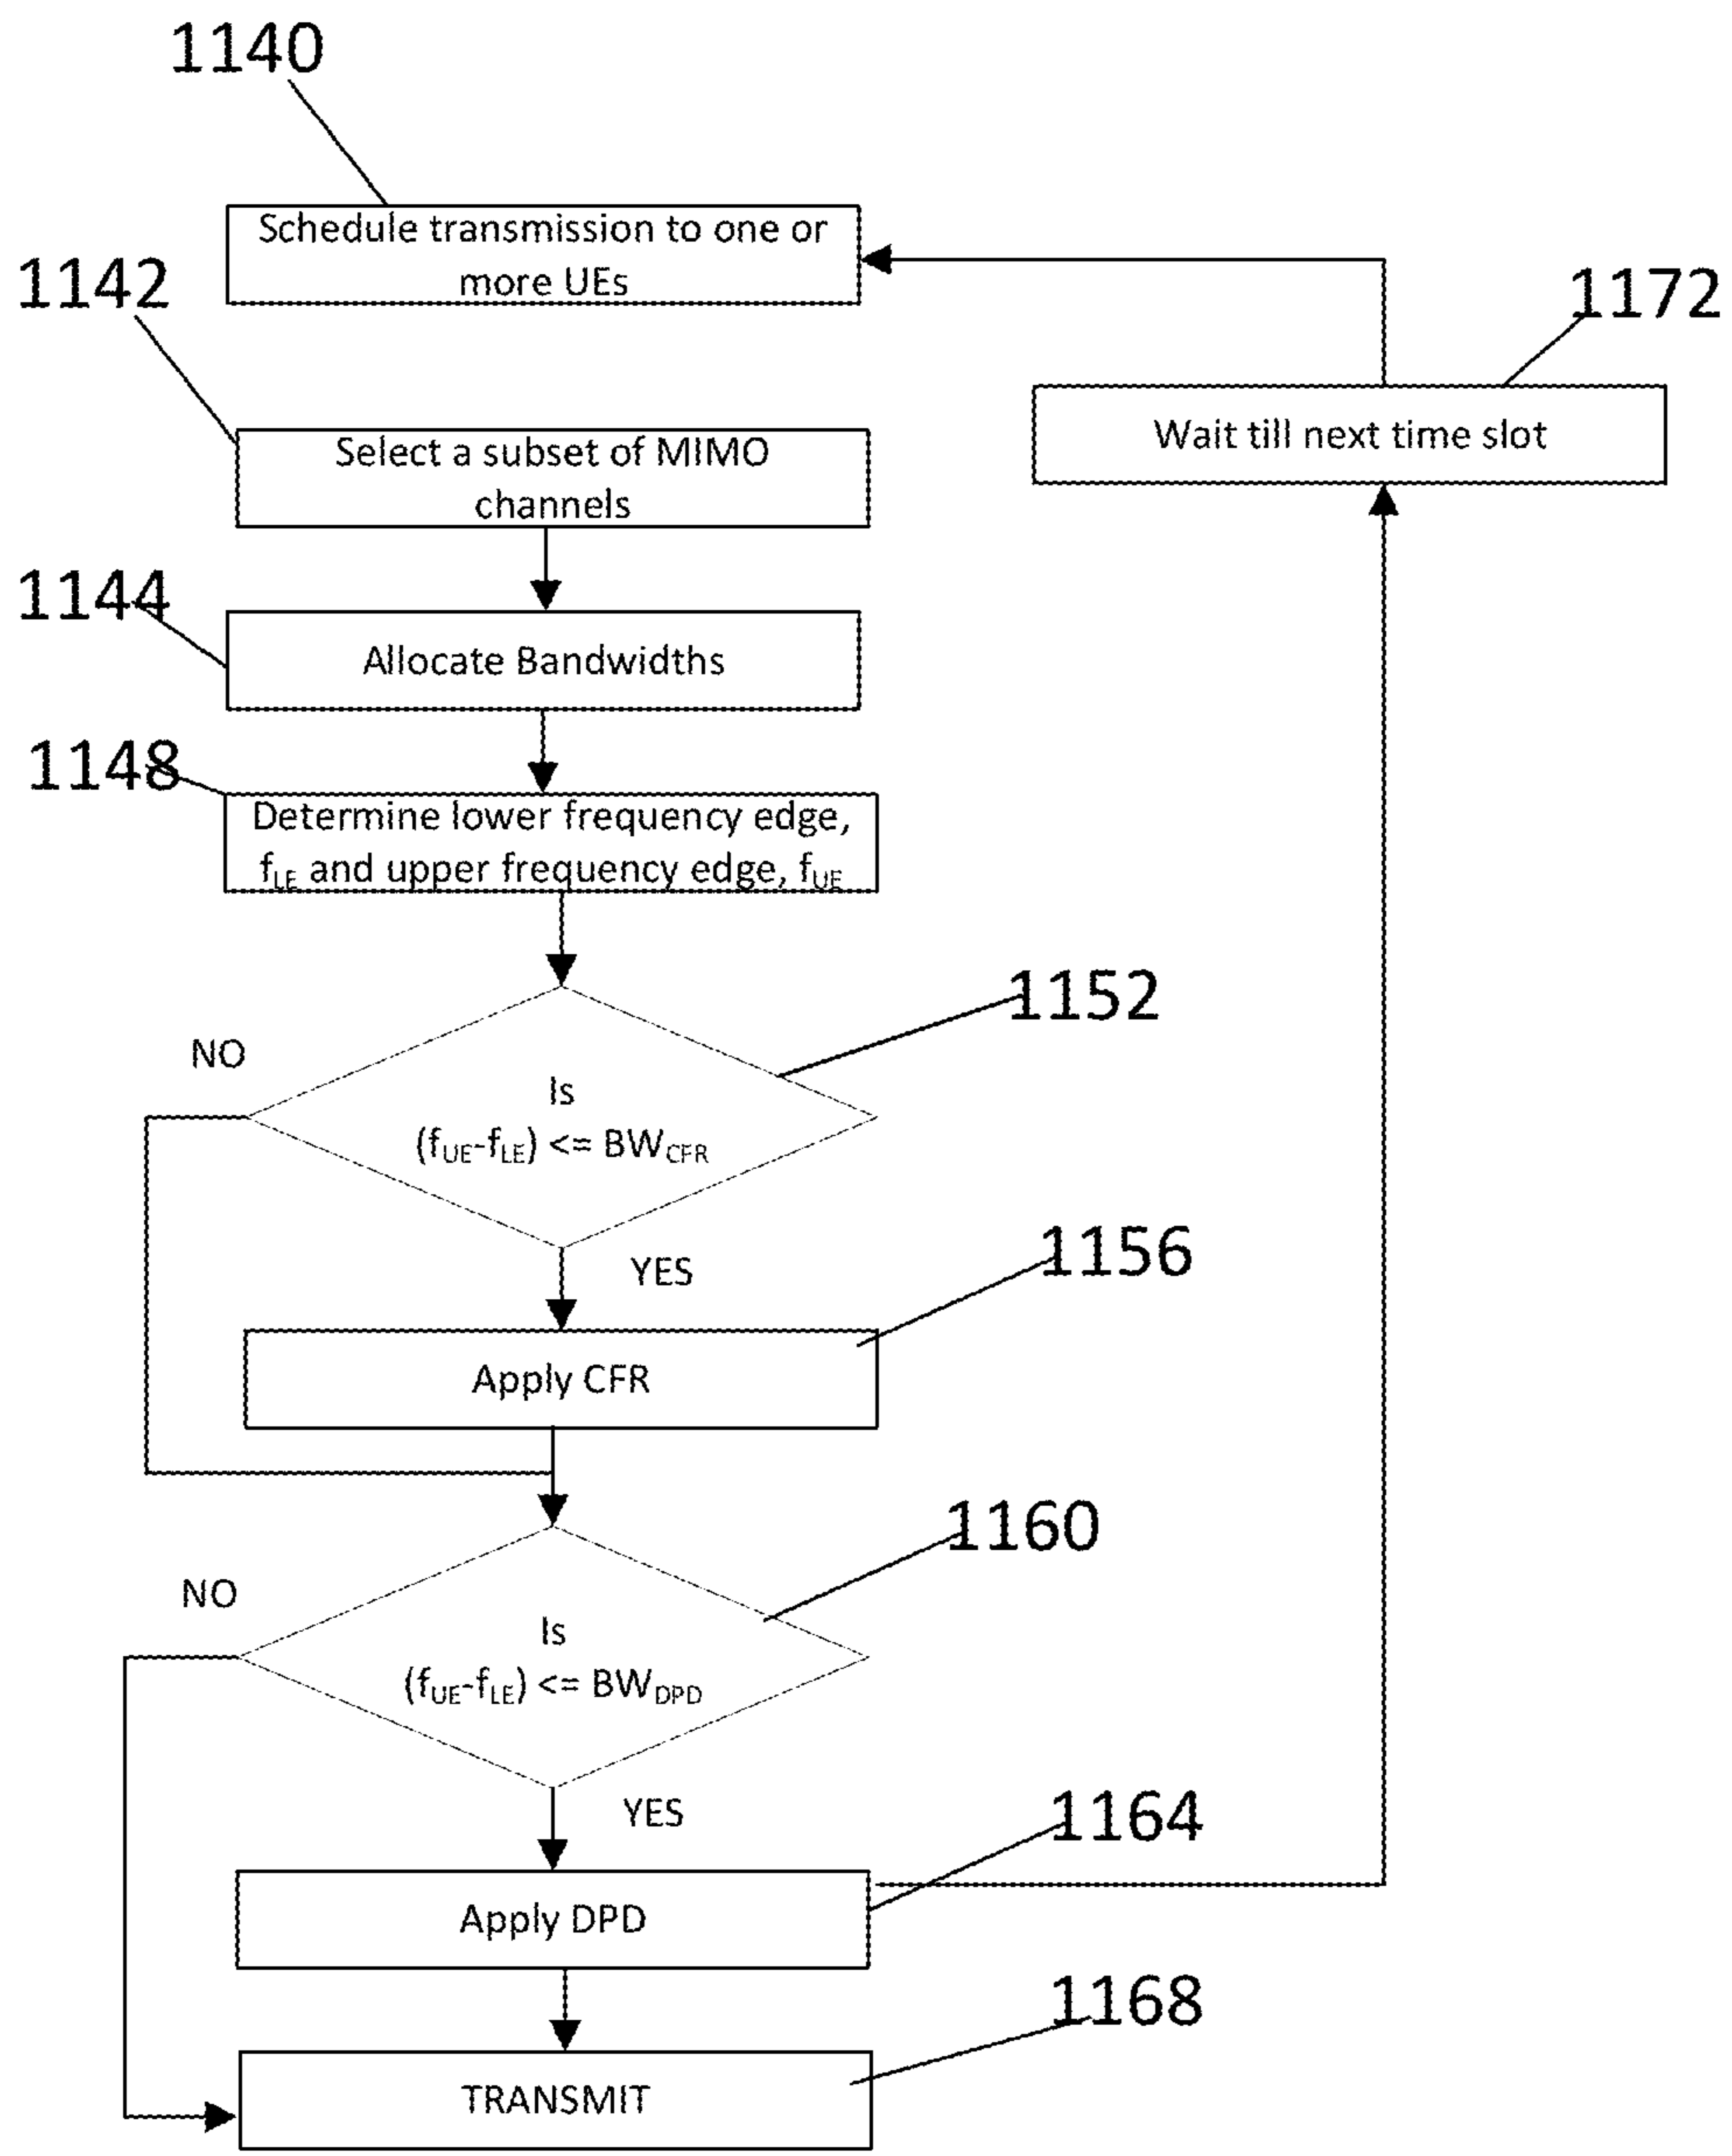 1140
Schedule transmission to one or
more UEs
1142
1172
Select a subset of MIMO
channels
Wait till next time slot
1144
Allocate Bandwidths
1148
Determine lower frequency edge,
fLE and upper frequency edge, fUE
1152
NO
Is
(fUE-fLE) <= BWCFR
YES
1156
Apply CFR
1160
NO
Is
(fUE-fLE) <= BWDPD
YES
1164
Apply DPD
1168
TRANSMIT